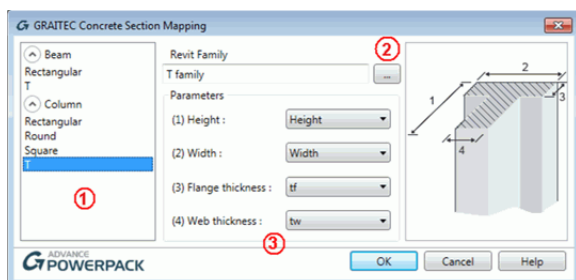 GRAITEC Concrete Section Mapping
Beam
Rectangular
T
Column
Rectangular
Round
Square
T
1
Revit Family
2
T family
...
Parameters
(1) Height :
Height
(2) Width :
Width
(3) Flange thickness :
tf
(4) Web thickness :
tw
3
2
1
3
4
ADVANCE
POWERPACK
OK
Cancel
Help